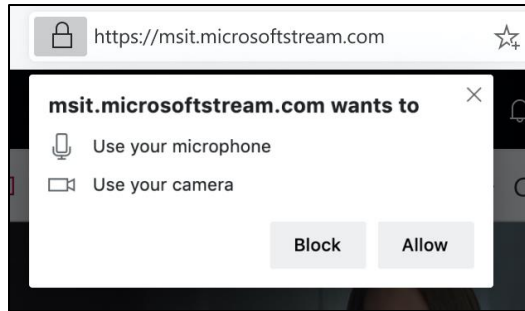 https://msit.microsoftstream.com
msit.microsoftstream.com wants to
Use your microphone
Use your camera
Block Allow